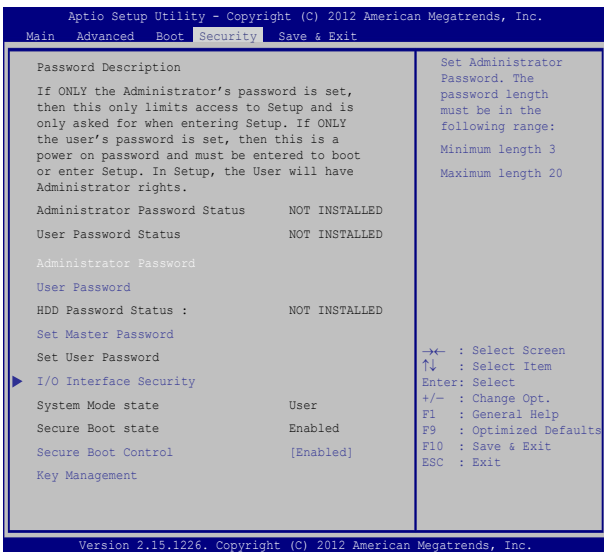 Aptio Setup Utility - Copyright (C) 2012 American Megatrends, Inc.
Main Advanced Boot Security Save & Exit
Password Description
If ONLY the Administrator's password is set,
then this only limits access to Setup and is
only asked for when entering Setup. If ONLY
the user's password is set, then this is a
power on password and must be entered to boot
or enter Setup. In Setup, the User will have
Administrator rights.
Administrator Password Status NOT INSTALLED
User Password Status NOT INSTALLED
Administrator Password
User Password
HDD Password Status : NOT INSTALLED
Set Master Password
Set User Password
I/O Interface Security
System Mode state User
Secure Boot state Enabled
Secure Boot Control [Enabled]
Key Management
Set Administrator
Password. The
password length
must be in the
following range:
Minimum length 3
Maximum length 20
→← : Select Screen
↑↓ : Select Item
Enter: Select
+/— : Change Opt.
F1 : General Help
F9 : Optimized Defaults
F10 : Save & Exit
ESC : Exit
Version 2.15.1226. Copyright (C) 2012 American Megatrends, Inc.